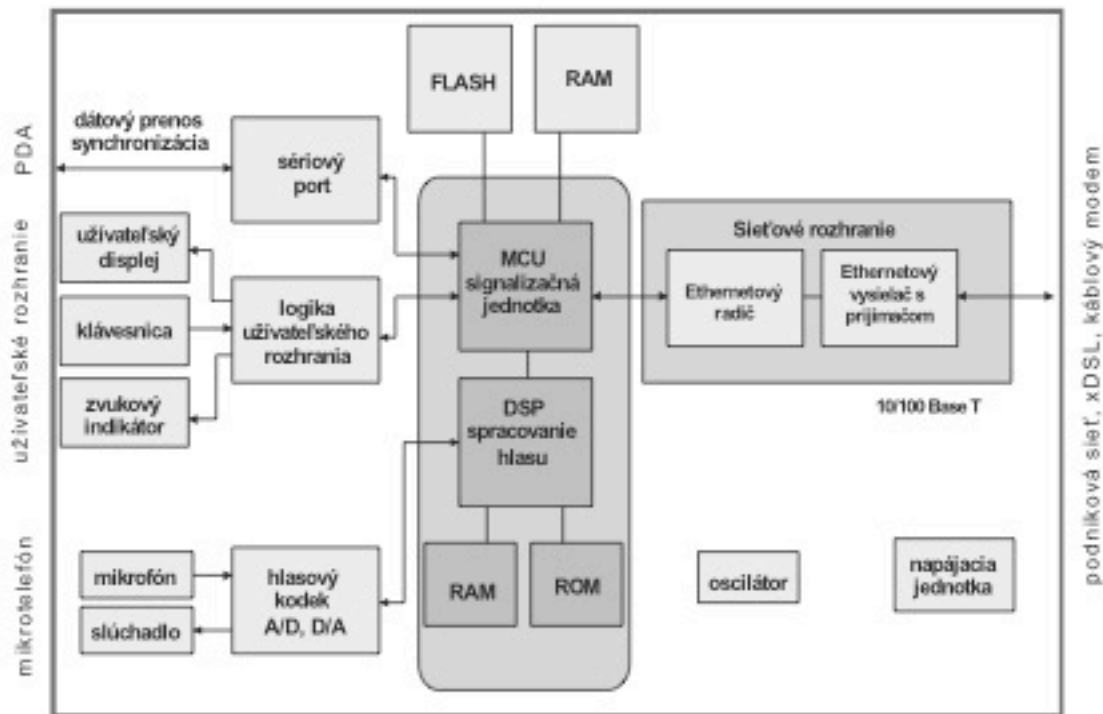 FLASH
RAM
dátový prenos
synchronizácia
sériový
port
PDA
užívateľský
displej
klávesnica
zvukový
indikátor
logika
užívateľského
rozhrania
užívateľské rozhranie
MCU
signalizačná
jednotka
Sieťové rozhranie
Ethernetový
radič
Ethernetový
vysielač s
prijímačom
10/100 Base T
podniková sieť, xDSL, káblový modem
DSP
spracovanie
hlasu
RAM
ROM
mikrofón
slúchadlo
hlasový
kodek
A/D, D/A
mikrotelefón
oscilátor
napájacia
jednotka